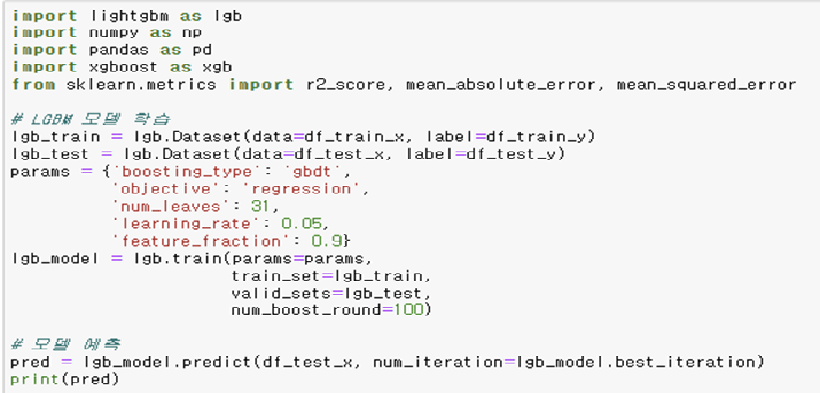 import lightgbm as lgb
import numpy as np
import pandas as pd
import xgboost as xgb
from sklearn.metrics import r2_score, mean_absolute_error, mean_squared_error
# LGBM 모델 학습
lgb_train = lgb.Dataset(data=df_train_x, label=df_train_y)
lgb_test = lgb.Dataset(data=df_test_x, label=df_test_y)
params = {'boosting_type': 'gbdt',
'objective': 'regression',
'num_leaves': 31,
'learning_rate': 0.05,
'feature_fraction': 0.9}
lgb_model = lgb.train(params=params,
train_set=lgb_train,
valid_sets=lgb_test,
num_boost_round=100)
# 모델 예측
pred = lgb_model.predict(df_test_x, num_iteration=lgb_model.best_iteration)
print(pred)